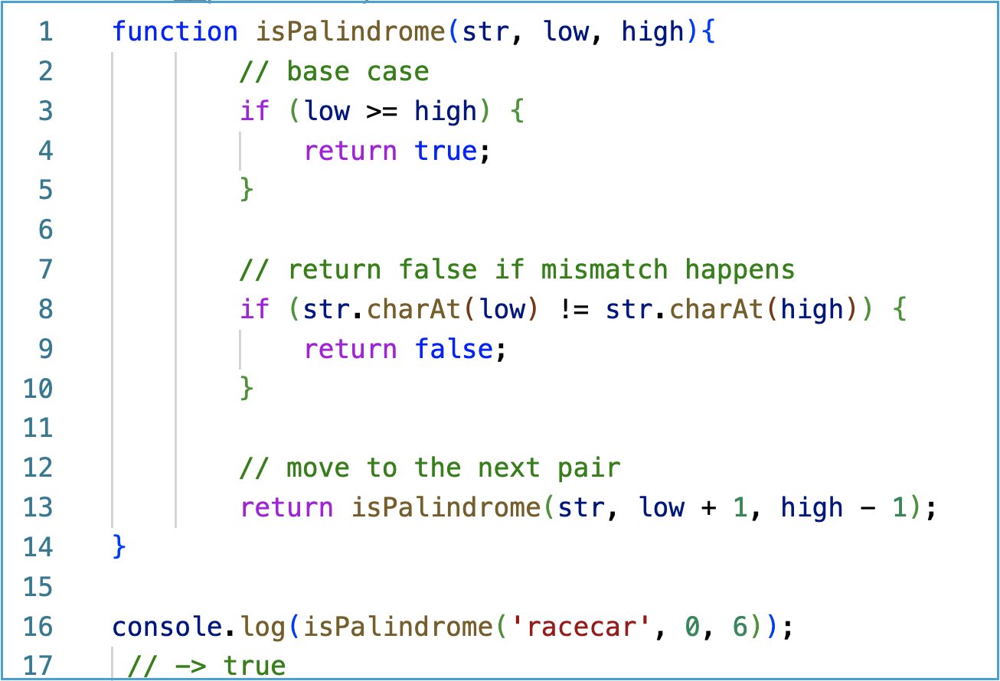 1 function isPalindrome(str, low, high){
2 // base case
3 if (low >= high) {
4 return true;
5 }
6
7 // return false if mismatch happens
8 if (str.charAt(low) != str.charAt(high)) {
9 return false;
10 }
11
12 // move to the next pair
13 return isPalindrome(str, low + 1, high - 1);
14 }
15
16 console.log(isPalindrome('racecar', 0, 6));
17 // -> true